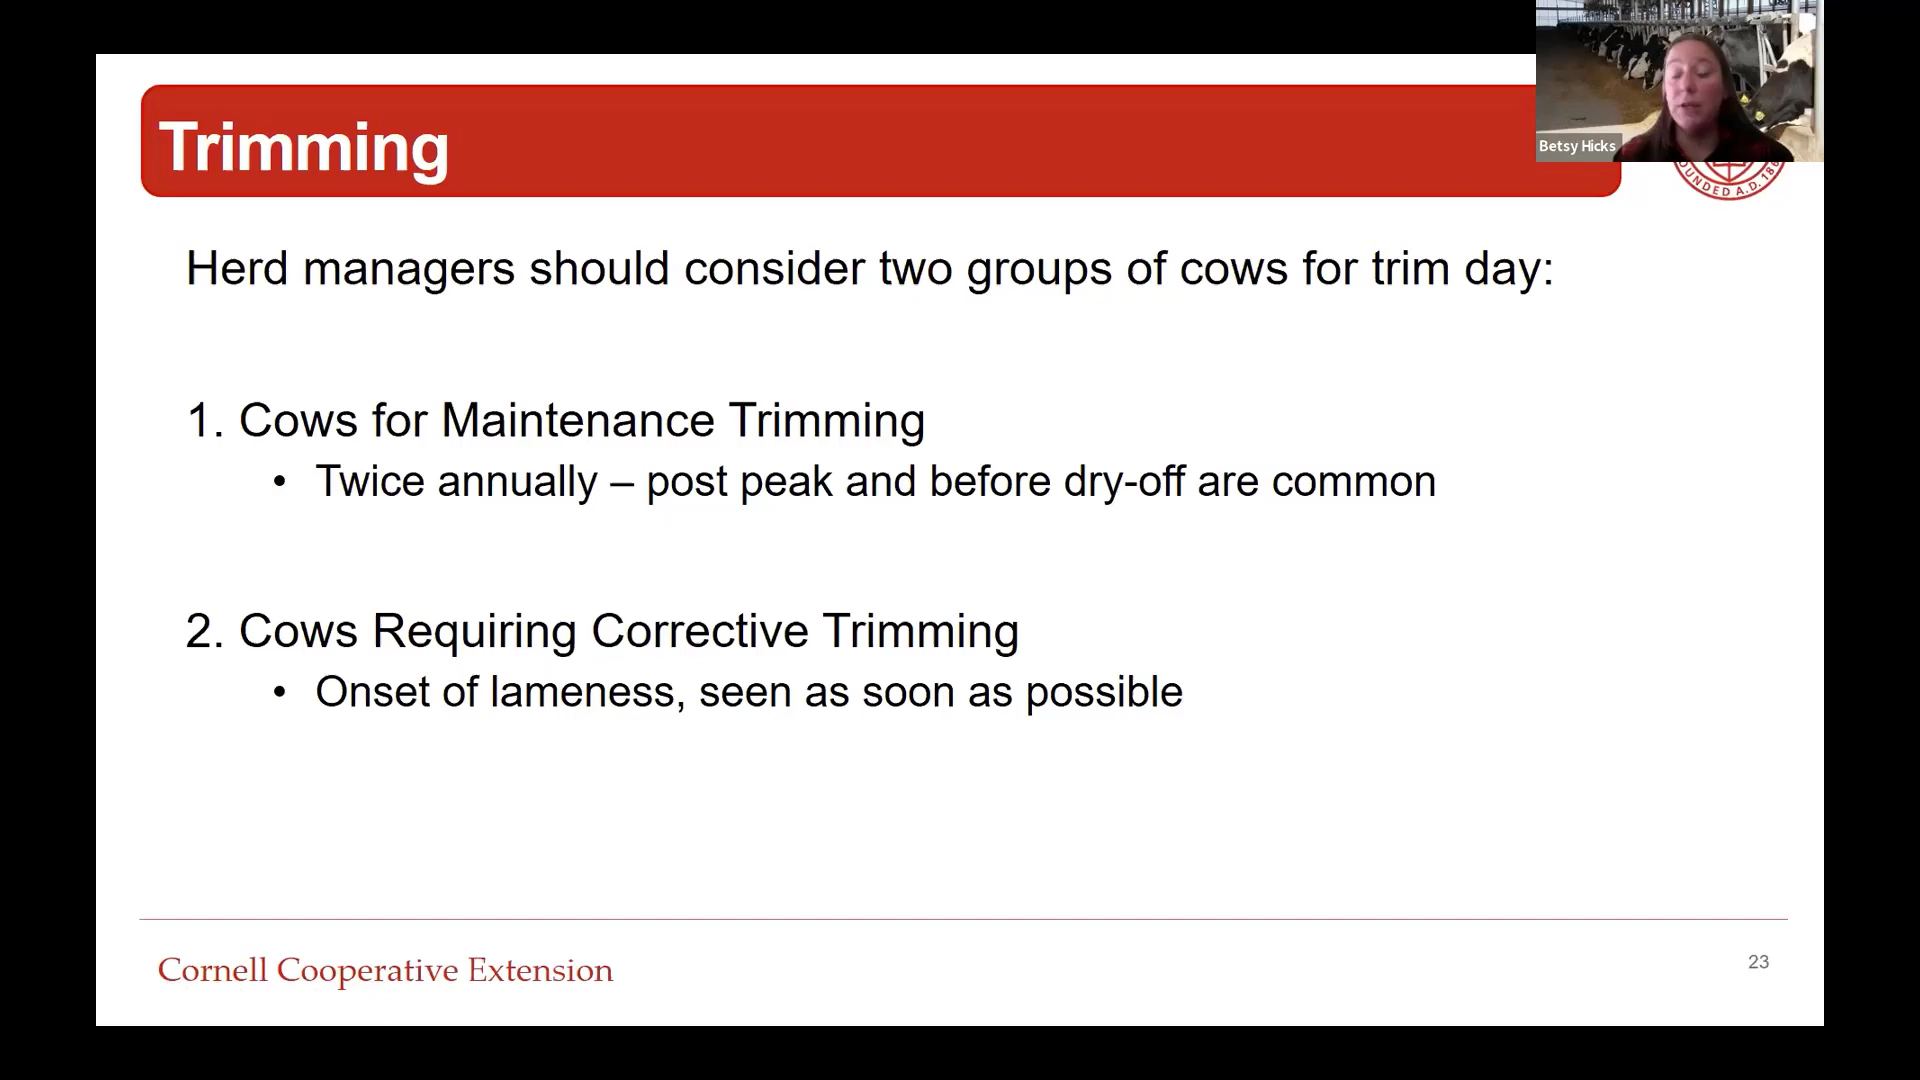 Trimming
Betsy Hicks
UNDED A.D. 186
Herd managers should consider two groups of cows for trim day:
1. Cows for Maintenance Trimming
• Twice annually – post peak and before dry-off are common
2. Cows Requiring Corrective Trimming
• Onset of lameness, seen as soon as possible
Cornell Cooperative Extension
23